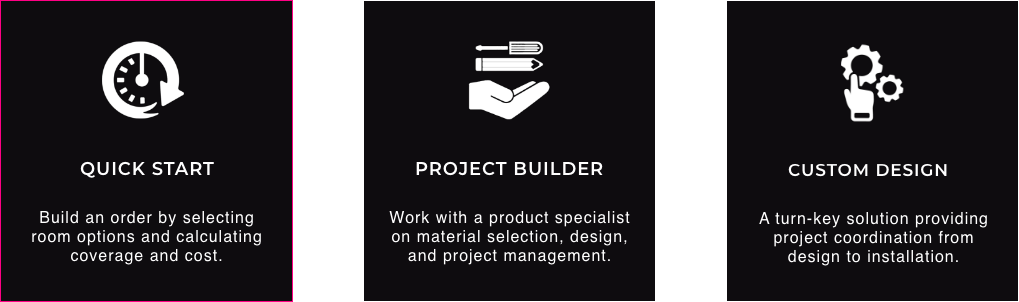 QUICK START
Build an order by selecting
room options and calculating
coverage and cost.
PROJECT BUILDER
Work with a product specialist
on material selection, design,
and project management.
CUSTOM DESIGN
A turn-key solution providing
project coordination from
design to installation.